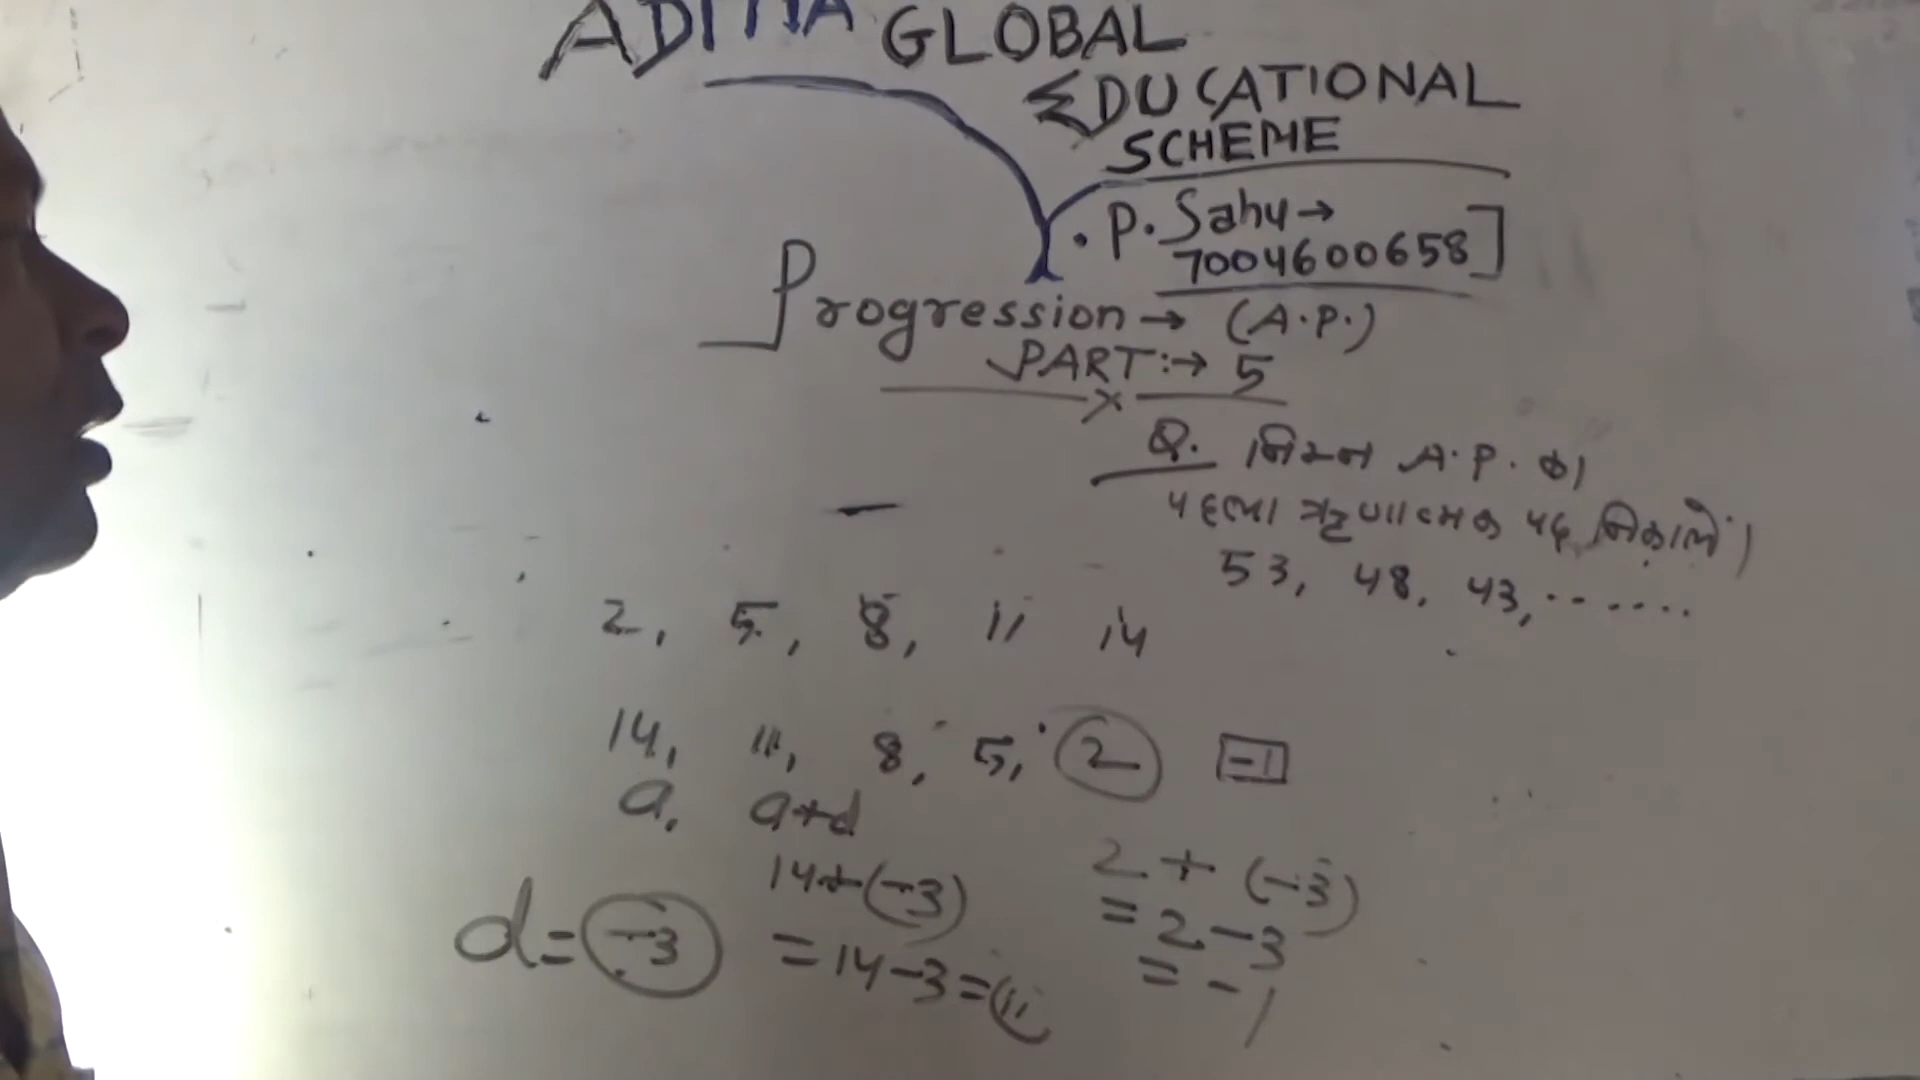 ADITYA GLOBAL
EDUCATIONAL
SCHEME
. P. Sahu →
7004600658]
Progression → (A.P.)
PART :→ 5
Q. निम्न A.P. का
पहला ऋणात्मक पद निकालें।
53, 48, 43, .......
2, 5, 8, 11 14
14, 11, 8, 5, 2 -1
a, a+d
14+(-3) 2 + (-3)
d = -3 = 14-3 = 11 = 2-3
= -1